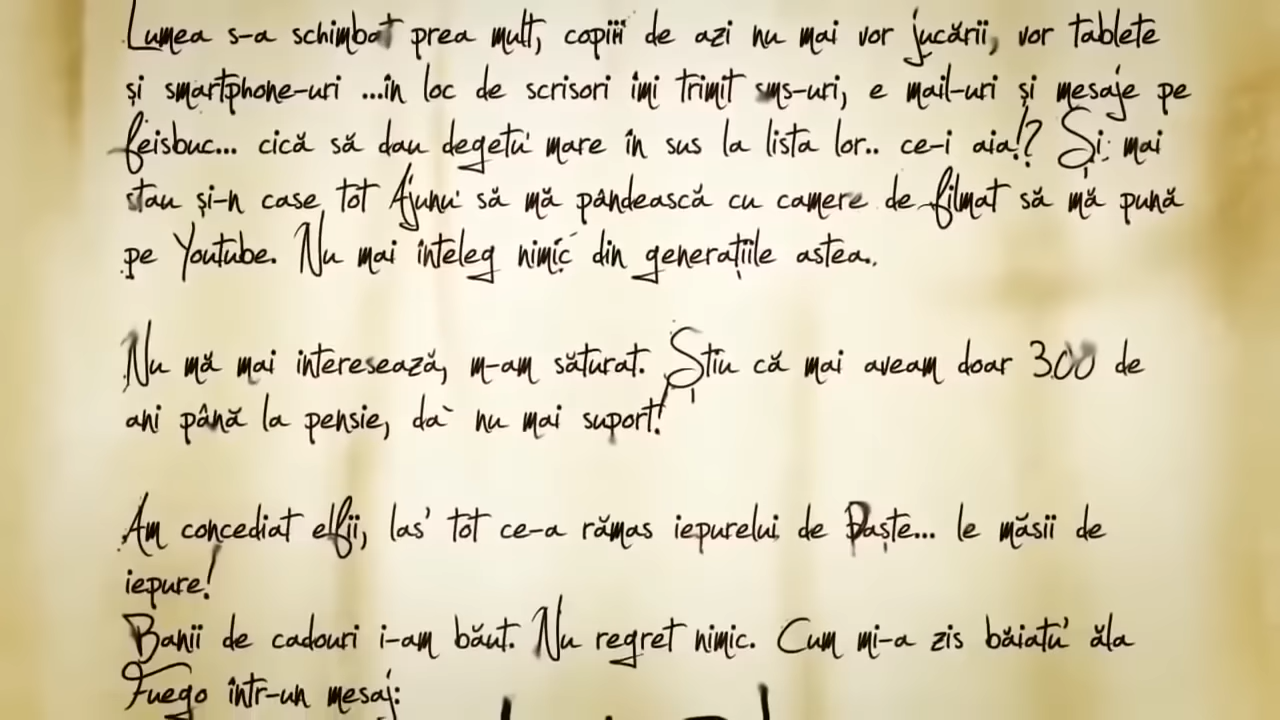 Lumea s-a schimbat prea mult, copiii de azi nu mai vor jucării, vor tablete
și smartphone-uri ...în loc de scrisori îmi trimit sms-uri, e mail-uri și mesaje pe
feisbuc... cică să dau degetu' mare în sus la lista lor.. ce-i aia!? Și mai
stau și-n case tot Ajunu' să mă pândească cu camere de filmat să mă pună
pe Youtube. Nu mai înteleg nimic din generațiile astea..
Nu mă mai interesează, m-am săturat. Știu că mai aveam doar 300 de
ani până la pensie, da' nu mai suport!
Am concediat elfii, las' tot ce-a rămas iepurelui de Paște... le măsii de
iepure!
Banii de cadouri i-am băut. Nu regret nimic. Cum mi-a zis băiatu' ăla
Fuego într-un mesaj: